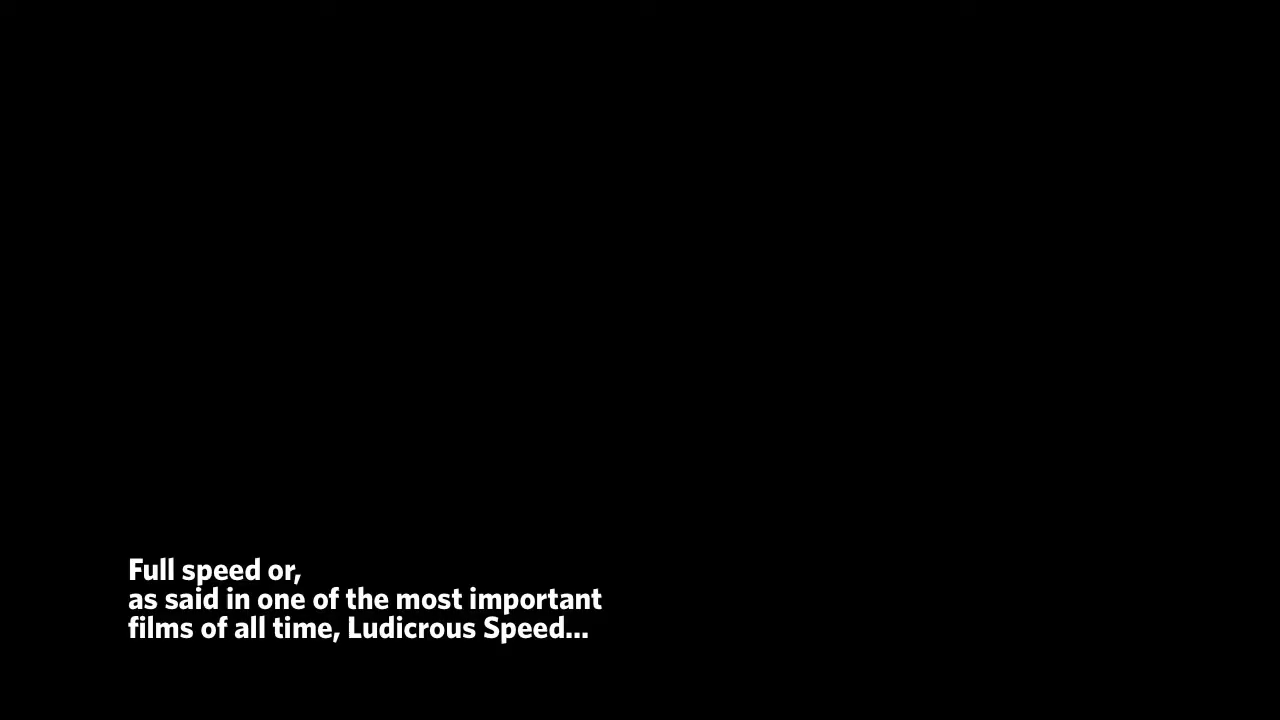 Full speed or,
as said in one of the most important
films of all time, Ludicrous Speed...